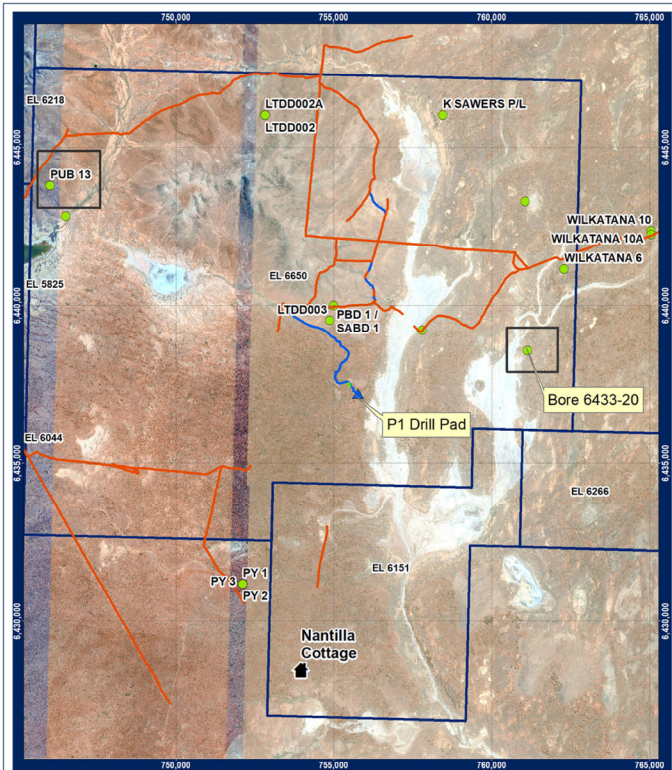 750,000
755,000
760,000
765,000
EL 6218
LTDD002A
LTDD002
K SAWERS P/L
6,445,000
6,445,000
PUB 13
WILKATANA 10
WILKATANA 10A
WILKATANA 6
EL 6650
EL 5825
6,440,000
6,440,000
LTDD003
PBD 1 /
SABD 1
Bore 6433-20
P1 Drill Pad
EL 6044
6,435,000
6,435,000
EL 6266
EL 6151
PY 1
PY 3
PY 2
6,430,000
6,430,000
Nantilla
Cottage
750,000
755,000
760,000
765,000